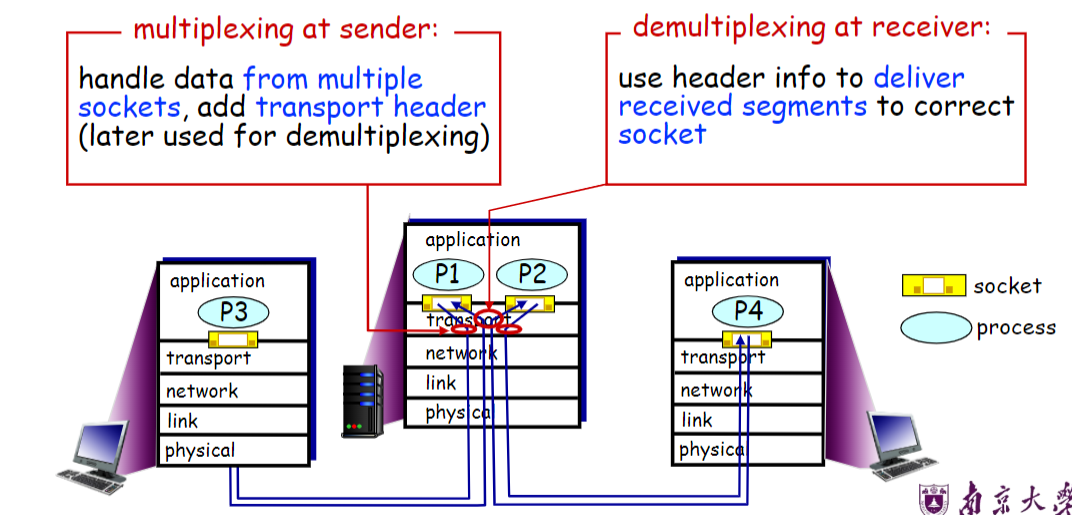 multiplexing at sender:
handle data from multiple
sockets, add transport header
(later used for demultiplexing)
demultiplexing at receiver:
use header info to deliver
received segments to correct
socket
application
P3
transport
network
link
physical
application
P1 P2
transport
network
link
physical
application
P4
transport
network
link
physical
socket
process
南京大學